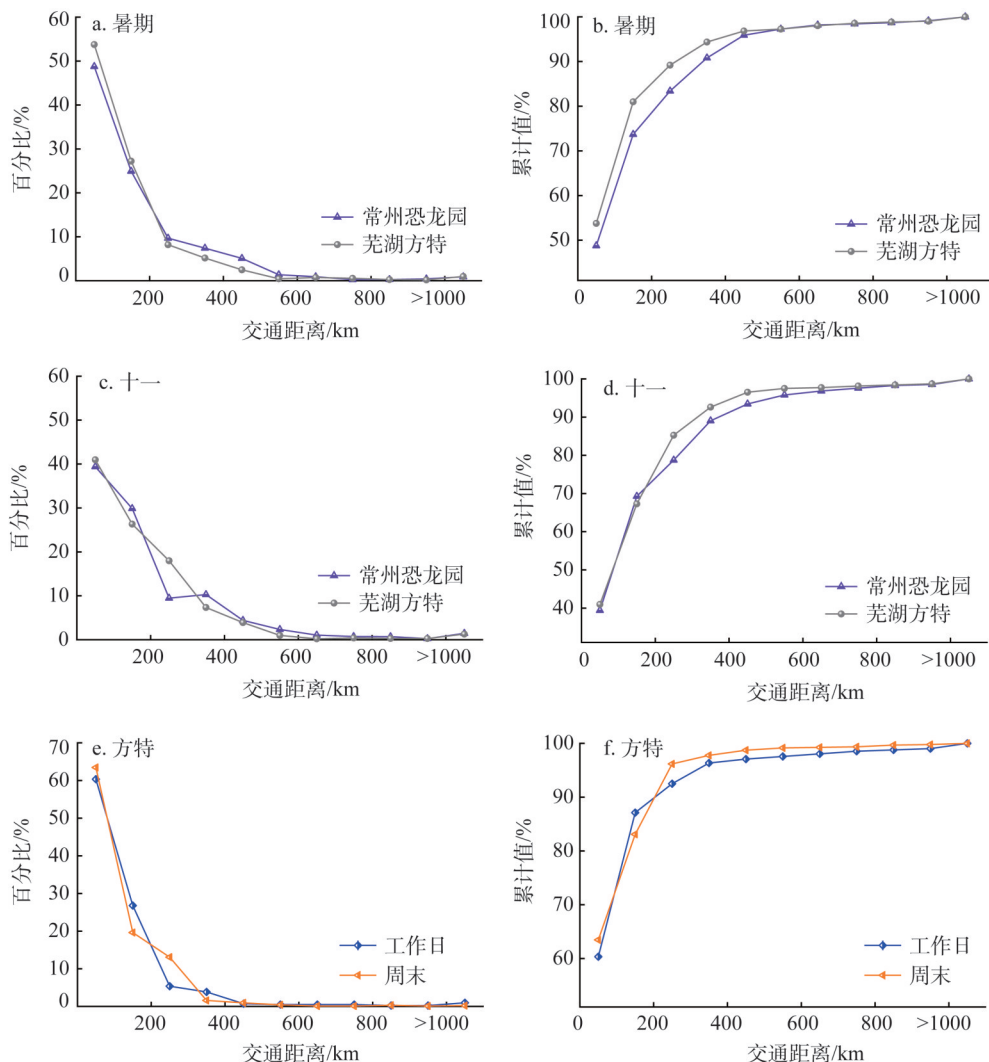 a. 暑期
百分比/%
60
50
40
30
20
10
0
200
400
600
800
>1000
交通距离/km
常州恐龙园
芜湖方特
b. 暑期
累计值/%
100
90
80
70
60
50
0
200
400
600
800
>1000
交通距离/km
常州恐龙园
芜湖方特
c. 十一
百分比/%
60
50
40
30
20
10
0
200
400
600
800
>1000
交通距离/km
常州恐龙园
芜湖方特
d. 十一
累计值/%
100
90
80
70
60
50
40
0
200
400
600
800
>1000
交通距离/km
常州恐龙园
芜湖方特
e. 方特
百分比/%
70
60
50
40
30
20
10
0
200
400
600
800
>1000
交通距离/km
工作日
周末
f. 方特
累计值/%
100
90
80
70
60
0
200
400
600
800
>1000
交通距离/km
工作日
周末